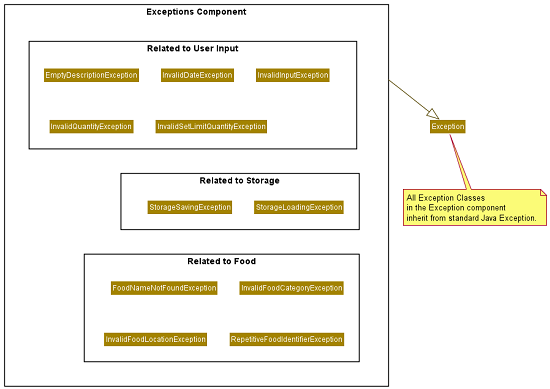 Exceptions Component
Related to User Input
EmptyDescriptionException
InvalidDateException
InvalidInputException
InvalidQuantityException
InvalidSetLimitQuantityException
Exception
Related to Storage
StorageSavingException
StorageLoadingException
All Exception Classes
in the Exception component
inherit from standard Java Exception.
Related to Food
FoodNameNotFoundException
InvalidFoodCategoryException
InvalidFoodLocationException
RepetitiveFoodIdentifierException